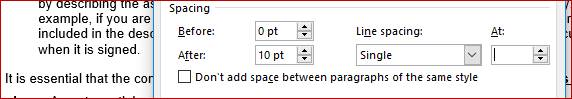 by describing the as
Spacing
example, if you are
included in the desc
Before: 0 pt Line spacing: At:
when it is signed.
After: 10 pt Single
It is essential that the con
Don't add space between paragraphs of the same style